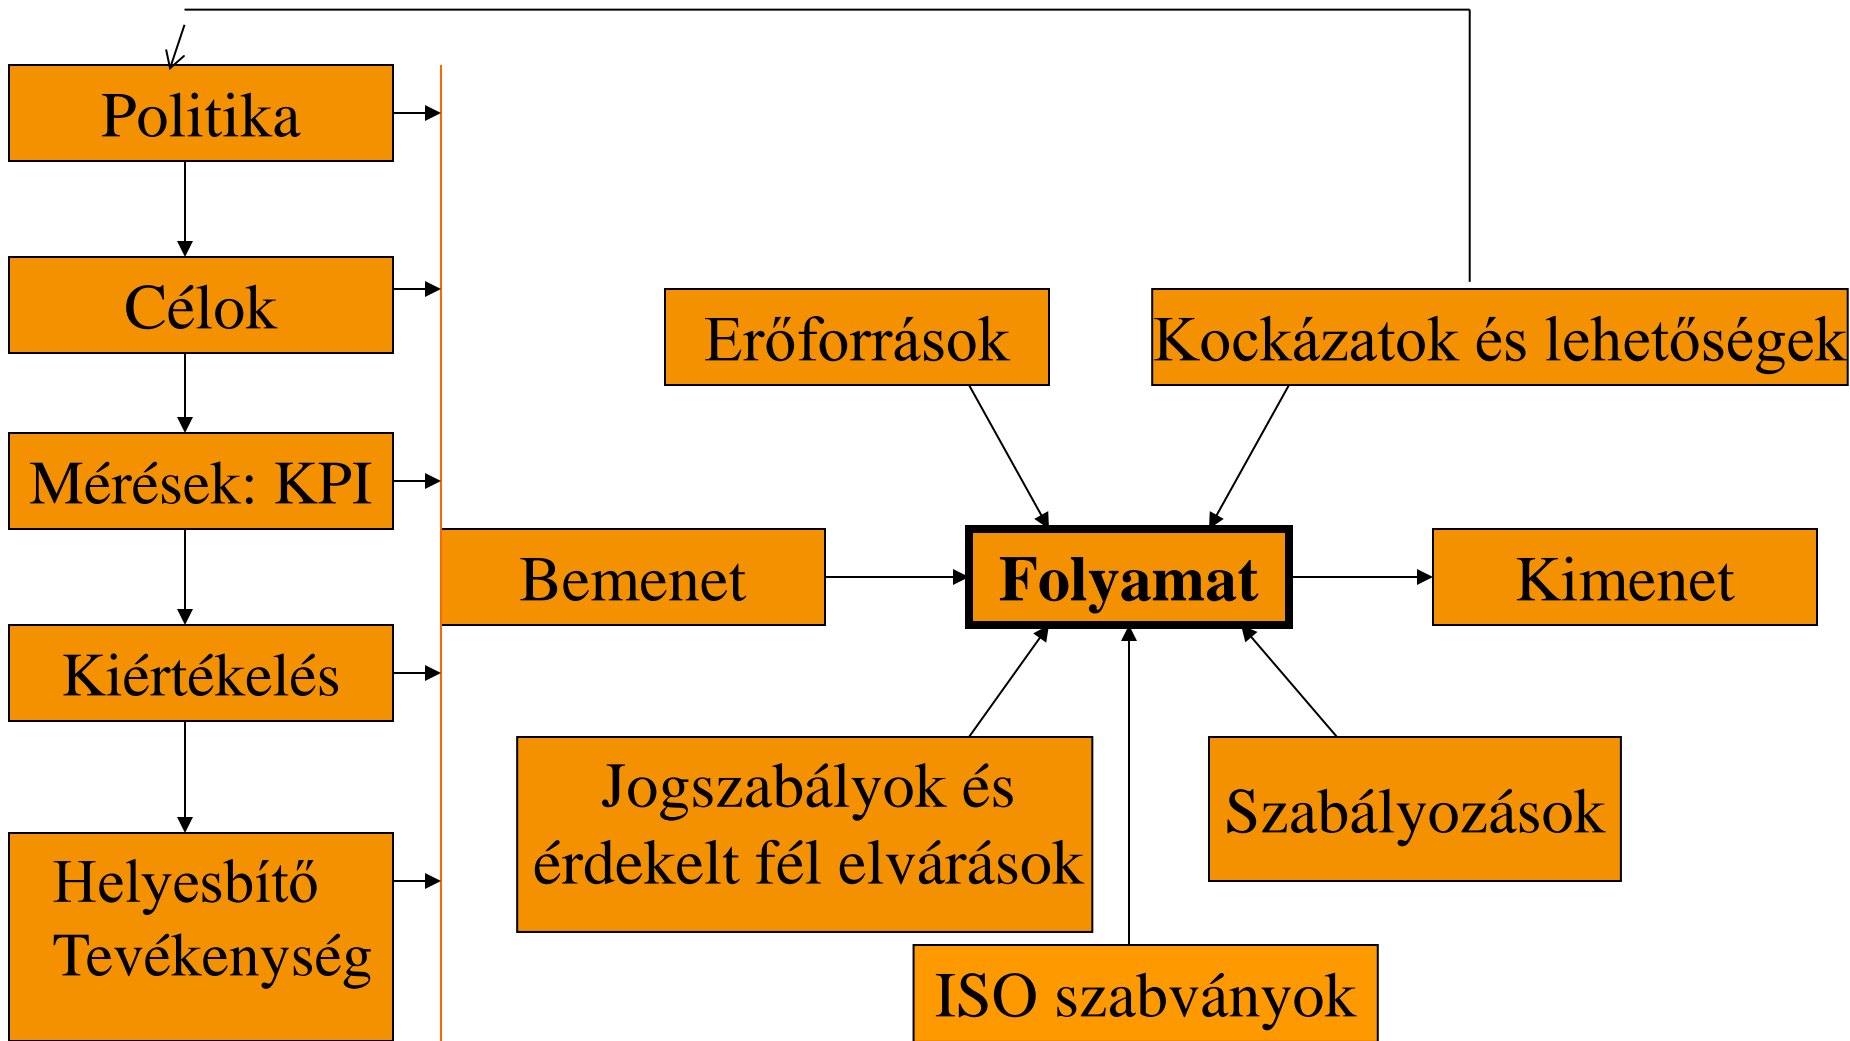 Politika
Célok
Mérések: KPI
Kiértékelés
Helyesbítő
Tevékenység
Erőforrások
Kockázatok és lehetőségek
Bemenet
Folyamat
Kimenet
Jogszabályok és
érdekelt fél elvárások
Szabályozások
ISO szabványok